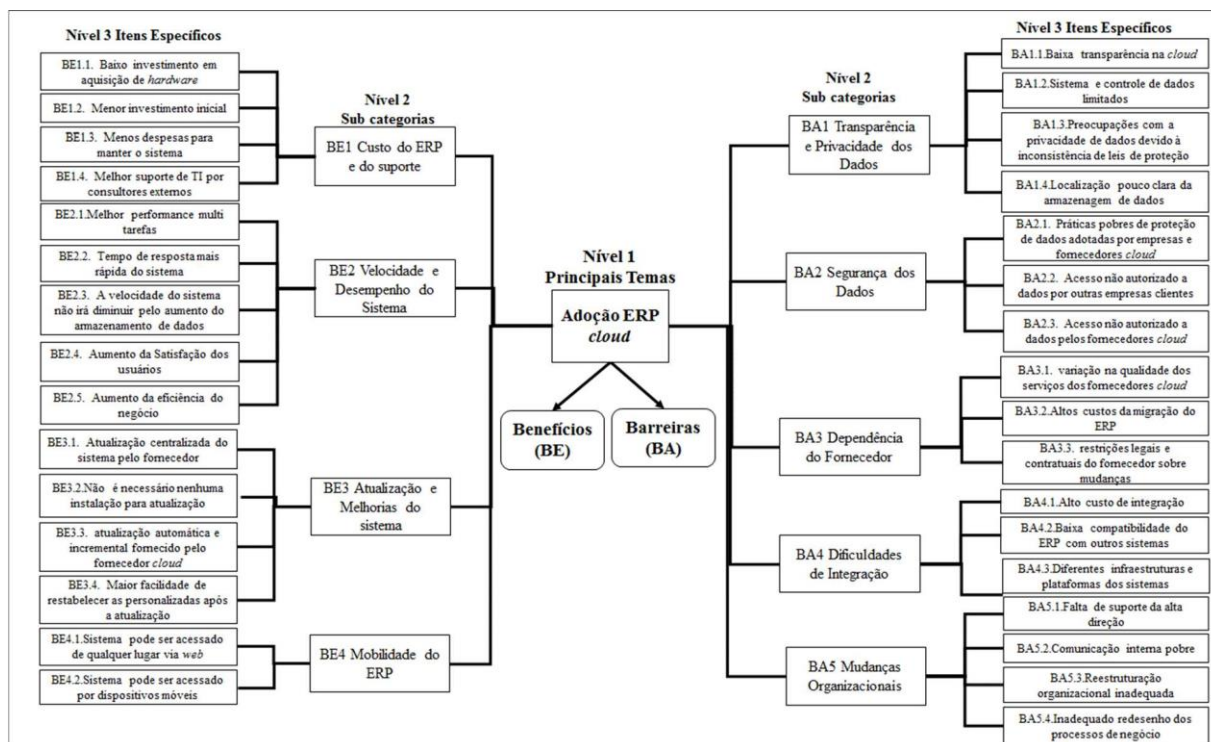 Nível 3 Itens Específicos
BE1.1. Baixo investimento em
aquisição de hardware
BE1.2. Menor investimento inicial
BE1.3. Menos despesas para
manter o sistema
BE1.4. Melhor suporte de TI por
consultores externos
BE2.1.Melhor performance multi
tarefas
BE2.2. Tempo de resposta mais
rápida do sistema
BE2.3. A velocidade do sistema
não irá diminuir pelo aumento do
armazenamento de dados
BE2.4. Aumento da Satisfação dos
usuários
BE2.5. Aumento da eficiência do
negócio
BE3.1. Atualização centralizada do
sistema pelo fornecedor
BE3.2.Não é necessário nenhuma
instalação para atualização
BE3.3. atualização automática e
incremental fornecido pelo
fornecedor cloud
BE3.4. Maior facilidade de
restabelecer as personalizadas após
a atualização
BE4.1.Sistema pode ser acessado
de qualquer lugar via web
BE4.2.Sistema pode ser acessado
por dispositivos móveis
Nível 2
Sub categorias
BE1 Custo do ERP
e do suporte
BE2 Velocidade e
Desempenho do
Sistema
BE3 Atualização e
Melhorias do
sistema
BE4 Mobilidade do
ERP
Nível 1
Principais Temas
Adoção ERP
cloud
Benefícios
(BE)
Barreiras
(BA)
Nível 2
Sub categorias
BA1 Transparência
e Privacidade dos
Dados
BA2 Segurança dos
Dados
BA3 Dependência
do Fornecedor
BA4 Dificuldades
de Integração
BA5 Mudanças
Organizacionais
Nível 3 Itens Específicos
BA1.1.Baixa transparência na cloud
BA1.2.Sistema e controle de dados
limitados
BA1.3.Preocupações com a
privacidade de dados devido à
inconsistência de leis de proteção
BA1.4.Localização pouco clara da
armazenagem de dados
BA2.1. Práticas pobres de proteção
de dados adotadas por empresas e
fornecedores cloud
BA2.2. Acesso não autorizado a
dados por outras empresas clientes
BA2.3. Acesso não autorizado a
dados pelos fornecedores cloud
BA3.1. variação na qualidade dos
serviços dos fornecedores cloud
BA3.2.Altos custos da migração do
ERP
BA3.3. restrições legais e
contratuais do fornecedor sobre
mudanças
BA4.1.Alto custo de integração
BA4.2.Baixa compatibilidade do
ERP com outros sistemas
BA4.3.Diferentes infraestruturas e
plataformas dos sistemas
BA5.1.Falta de suporte da alta
direção
BA5.2.Comunicação interna pobre
BA5.3.Reestruturação
organizacional inadequada
BA5.4.Inadequado redesenho dos
processos de negócio